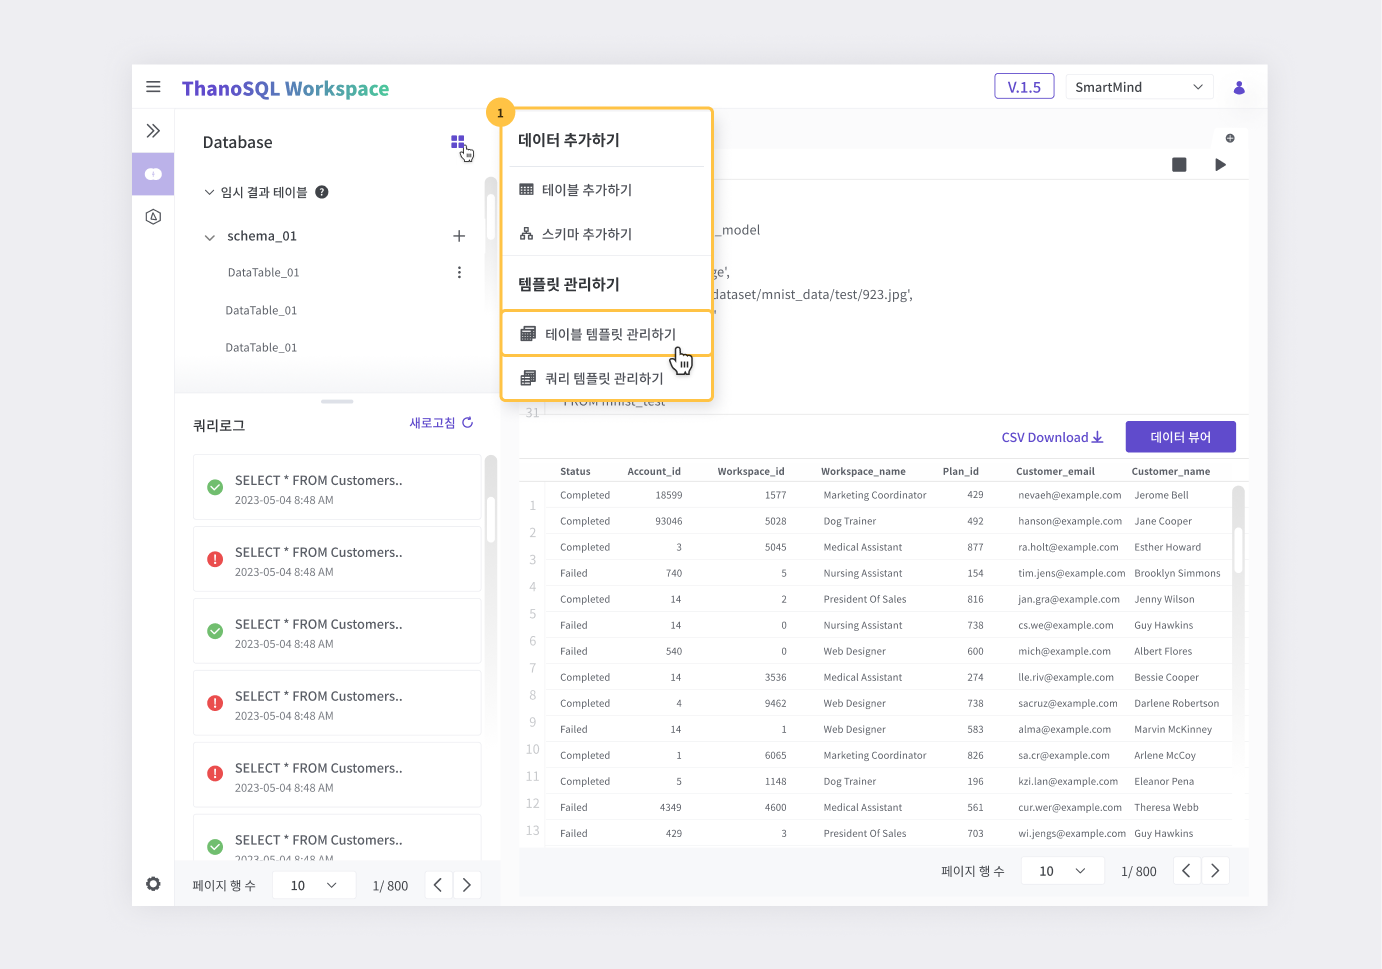 ThanoSQL Workspace
V.1.5
SmartMind
Database
임시 결과 테이블 ?
schema_01
DataTable_01
DataTable_01
DataTable_01
1
데이터 추가하기
테이블 추가하기
스키마 추가하기
템플릿 관리하기
테이블 템플릿 관리하기
쿼리 템플릿 관리하기
_model
ge',
dataset/mnist_data/test/923.jpg',
FROM mnist_test
31
쿼리로그
새로고침
SELECT * FROM Customers..
2023-05-04 8:48 AM
SELECT * FROM Customers..
2023-05-04 8:48 AM
SELECT * FROM Customers..
2023-05-04 8:48 AM
SELECT * FROM Customers..
2023-05-04 8:48 AM
SELECT * FROM Customers..
2023-05-04 8:48 AM
SELECT * FROM Customers..
2023-05-04 8:48 AM
페이지 행 수 10 1/ 800
CSV Download
데이터 뷰어
Status Account_id Workspace_id Workspace_name Plan_id Customer_email Customer_name
1 Completed 18599 1577 Marketing Coordinator 429 nevaeh@example.com Jerome Bell
2 Completed 93046 5028 Dog Trainer 492 hanson@example.com Jane Cooper
3 Completed 3 5045 Medical Assistant 877 ra.holt@example.com Esther Howard
4 Failed 740 5 Nursing Assistant 154 tim.jens@example.com Brooklyn Simmons
5 Completed 14 2 President Of Sales 816 jan.gra@example.com Jenny Wilson
6 Failed 14 0 Nursing Assistant 738 cs.we@example.com Guy Hawkins
7 Failed 540 0 Web Designer 600 mich@example.com Albert Flores
8 Completed 14 3536 Medical Assistant 274 lle.riv@example.com Bessie Cooper
9 Completed 4 9462 Web Designer 738 sacruz@example.com Darlene Robertson
10 Failed 14 1 Web Designer 583 alma@example.com Marvin McKinney
11 Completed 1 6065 Marketing Coordinator 826 sa.cr@example.com Arlene McCoy
12 Completed 5 1148 Dog Trainer 196 kzi.lan@example.com Eleanor Pena
13 Failed 4349 4600 Medical Assistant 561 cur.wer@example.com Theresa Webb
Failed 429 3 President Of Sales 703 wi.jengs@example.com Guy Hawkins
페이지 행 수 10 1/ 800